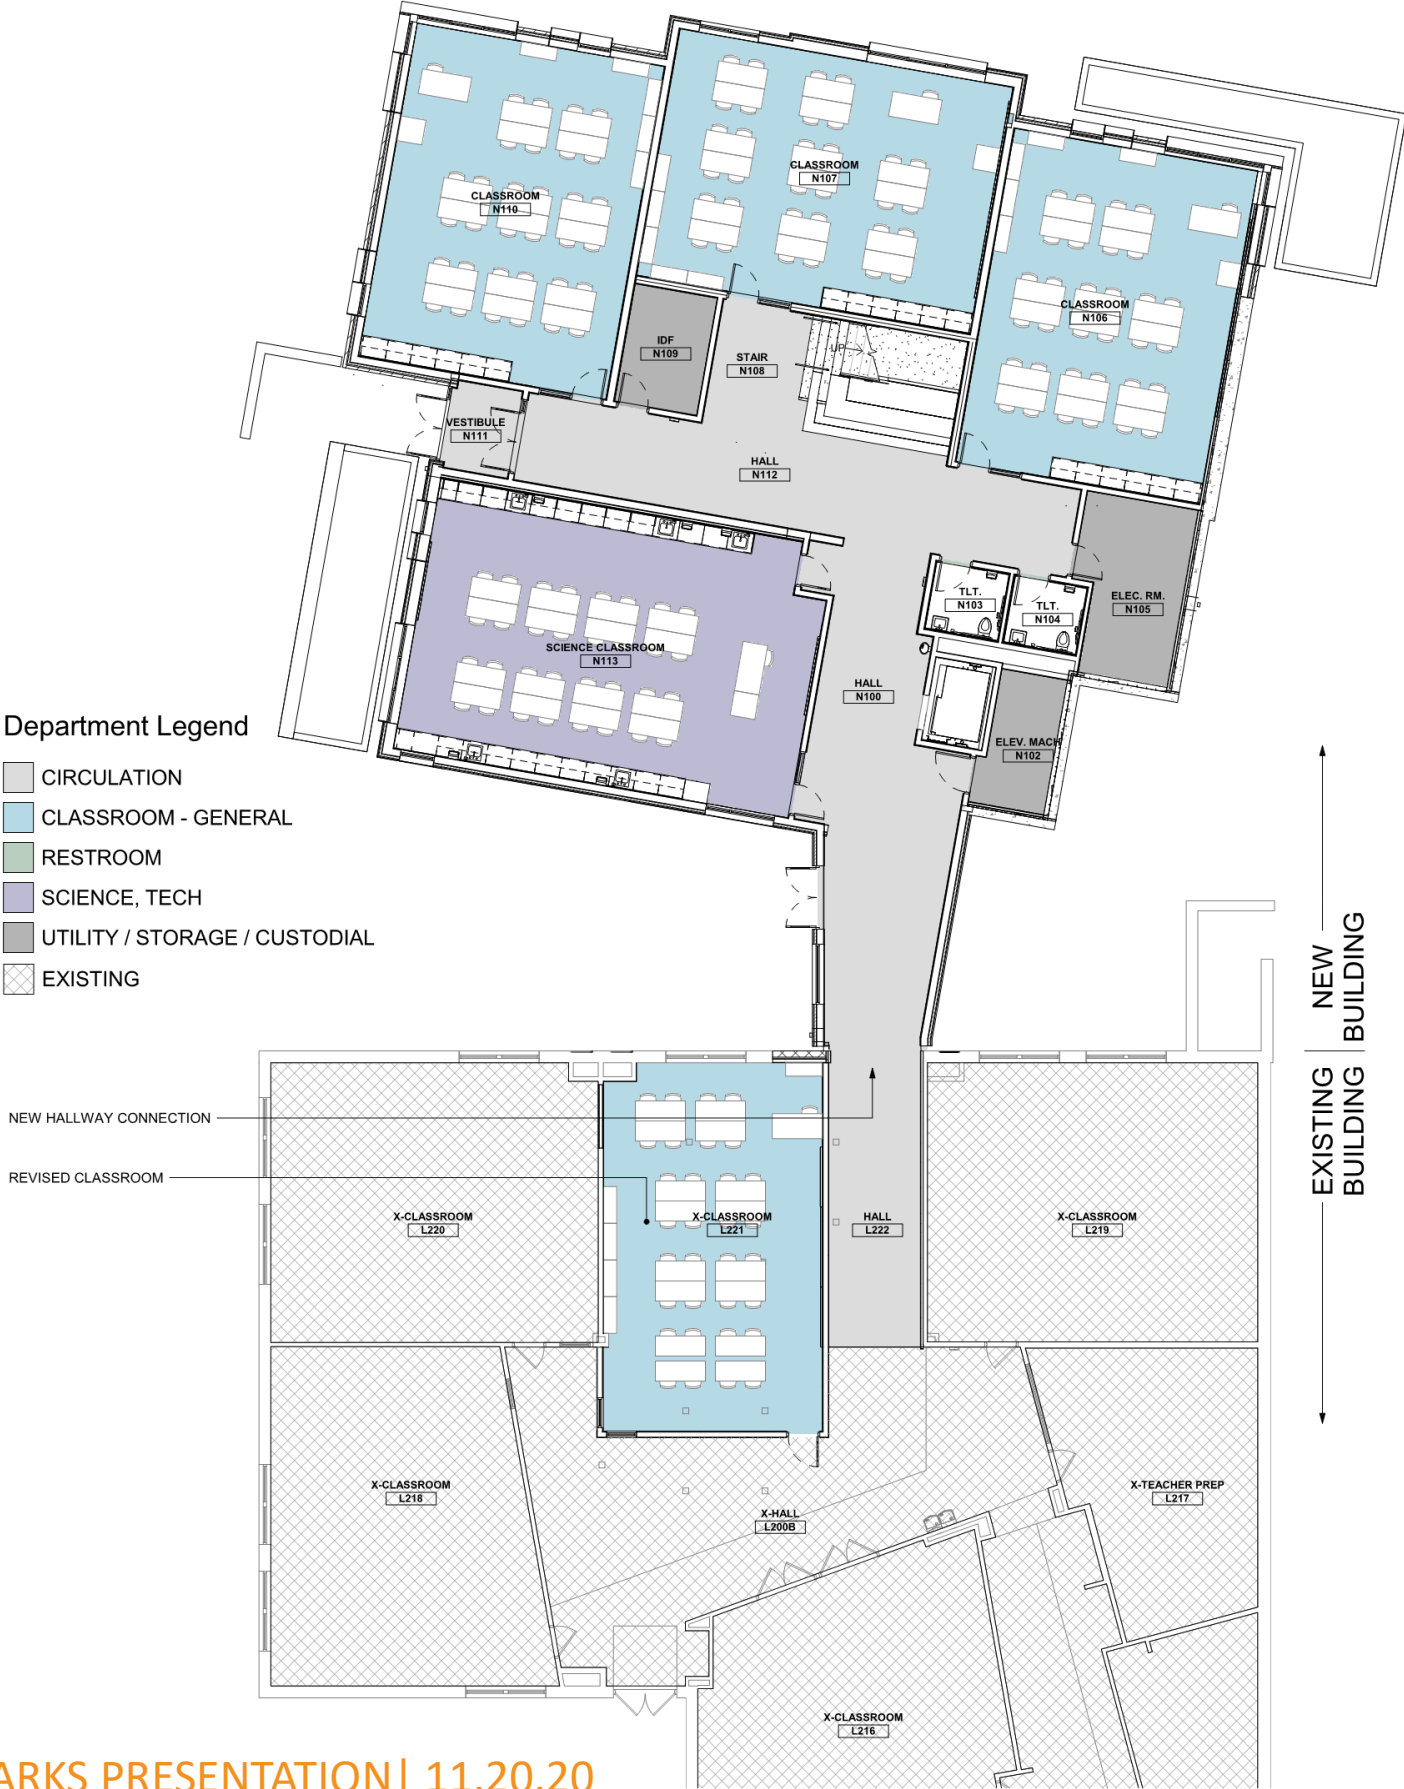 CLASSROOM
N110
CLASSROOM
N107
CLASSROOM
N106
IDF
N109
STAIR
N108
UP
VESTIBULE
N111
HALL
N112
TLT.
N103
TLT.
N104
ELEC. RM.
N105
SCIENCE CLASSROOM
N113
HALL
N100
ELEV. MACH
N102
Department Legend
CIRCULATION
CLASSROOM - GENERAL
RESTROOM
SCIENCE, TECH
UTILITY / STORAGE / CUSTODIAL
EXISTING
NEW
BUILDING
EXISTING
BUILDING
NEW HALLWAY CONNECTION
REVISED CLASSROOM
X-CLASSROOM
L220
X-CLASSROOM
L221
HALL
L222
X-CLASSROOM
L219
X-CLASSROOM
L218
X-HALL
L200B
X-TEACHER PREP
L217
X-CLASSROOM
L216
ARKS PRESENTATION| 11.20.20